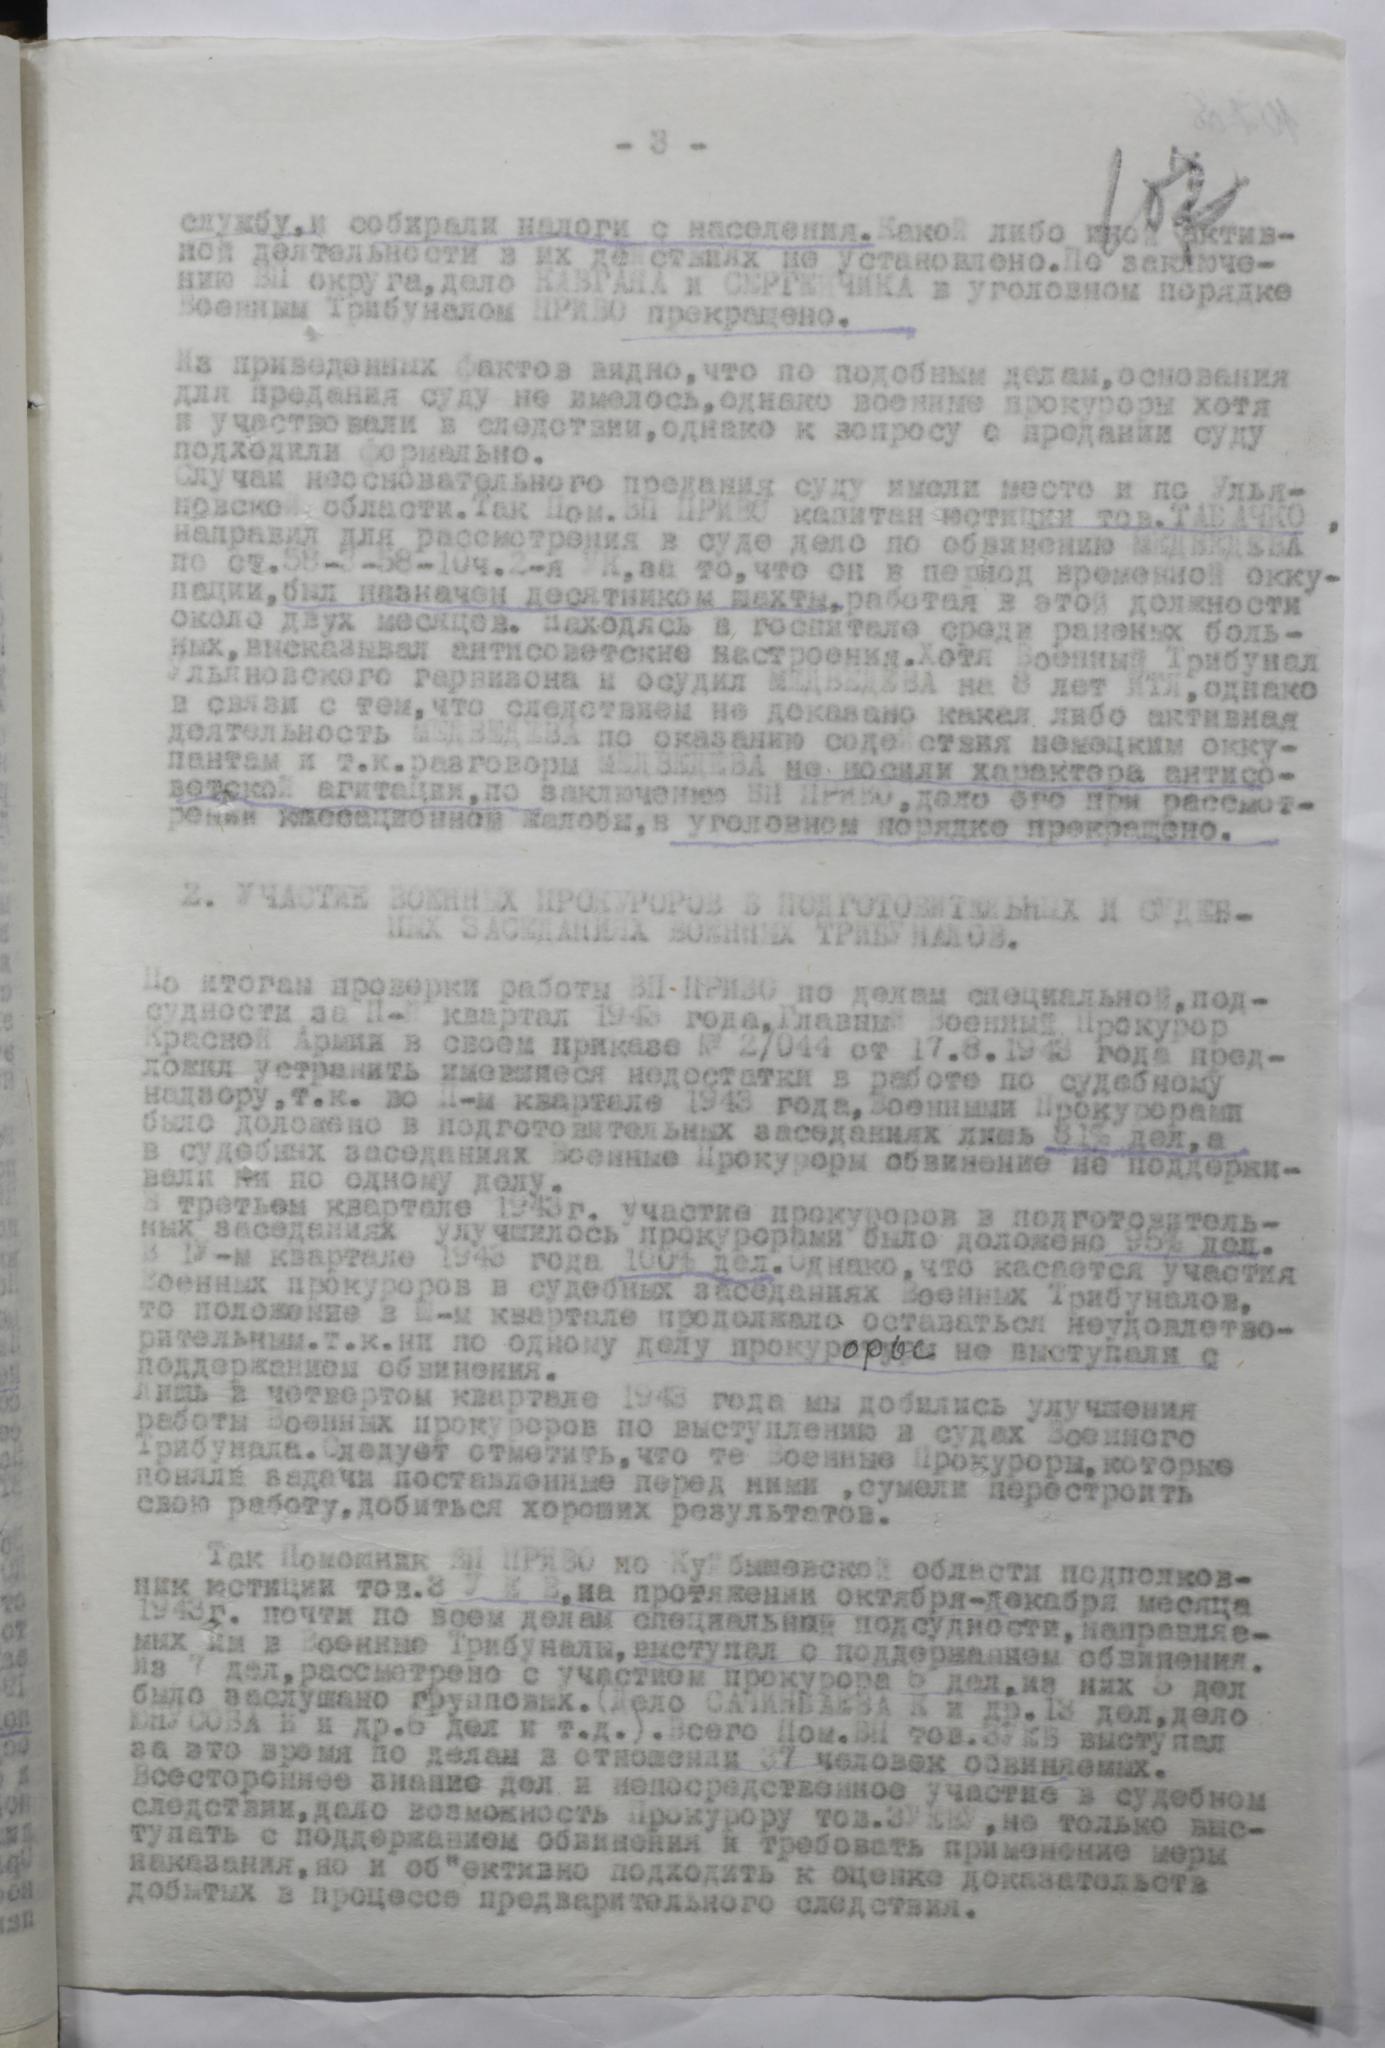 - 3 -
службу,и собирали налоги с населения.Какой либо иной актив-
ной деятельности в их действиях не установлено.По заключе-
нию ВП округа,дело КАВГАНА и СЕРГЕЙЧИКА в уголовном порядке
Военным Трибуналом ПРИВО прекращено.
Из приведенных фактов видно,что по подобным делам,основания
для предания суду не имелось,однако военные прокуроры хотя
и участвовали в следствии,однако к вопросу о предании суду
подходили формально.
Случаи неосновательного предания суду имели место и по Улья-
новской области.Так Пом.ВП ПРИВО капитан юстиции тов.ТАБАЧКО,
направил для рассмотрения в суде дело по обвинению МЕДВЕДЕВА
по ст.58-3-58-10ч.2-я УК,за то,что он в период временной окку-
пации,был назначен десятником шахты,работая в этой должности
около двух месяцев. Находясь в госпитале среди раненых боль-
ных,высказывал антисоветские настроения.Хотя Военный Трибунал
Ульяновского гарнизона и осудил МЕДВЕДЕВА на 8 лет ИТЛ,однако
в связи с тем,что следствием не доказано какая либо активная
деятельность МЕДВЕДЕВА по оказанию содействия немецким окку-
пантам и т.к.разговоры МЕДВЕДЕВА не носили характера антисо-
ветской агитации,по заключению ВП ПРИВО,дело его при рассмот-
рении кассационной жалобы,в уголовном порядке прекращено.
2. УЧАСТИЕ ВОЕННЫХ ПРОКУРОРОВ В ПОДГОТОВИТЕЛЬНЫХ И СУДЕБ-
НЫХ ЗАСЕДАНИЯХ ВОЕННЫХ ТРИБУНАЛОВ.
По итогам проверки работы ВП ПРИВО по делам специальной,под-
судности за П-й квартал 1943 года,Главный Военный Прокурор
Красной Армии в своем приказе № 2/044 от 17.8.1943 года пред-
ложил устранить имевшиеся недостатки в работе по судебному
надзору,т.к. во П-м квартале 1943 года,Военными Прокурорами
было доложено в подготовительных заседаниях лишь 81% дел,а
в судебных заседаниях Военные Прокуроры обвинение не поддержи-
вали ни по одному делу.
В третьем квартале 1943г. участие прокуроров в подготовитель-
ных заседаниях улучшилось прокурорами было доложено 95% дел.
В IУ-м квартале 1943 года 100% дел.Однако,что касается участия
Военных прокуроров в судебных заседаниях Военных Трибуналов,
то положение в Ш-м квартале продолжало оставаться неудовлетво-
рительным.т.к.ни по одному делу прокуроры не выступали с
поддержанием обвинения.
Лишь в четвертом квартале 1943 года мы добились улучшения
работы Военных прокуроров по выступлению в судах Военного
Трибунала.Следует отметить,что те Военные Прокуроры,которые
поняли задачи поставленные перед ними ,сумели перестроить
свою работу,добиться хороших результатов.
Так Помощник ВП ПРИВО по Куйбышевской области подполков-
ник юстиции тов.З У Е В,на протяжении октября-декабря месяца
1943г. почти по всем делам специальной подсудности,направляе-
мых им в Военные Трибуналы,выступал с поддержанием обвинения.
Из 7 дел,рассмотрено с участием прокурора 5 дел,из них 3 дел
было заслушано групповых.(Дело САЧИНБАЕВА К и др.13 дел,дело
ЮНУСОВА Б и др.6 дел и т.д.).Всего Пом.ВП тов.ЗУЕВ выступал
за это время по делам в отношении 37 человек обвиняемых.
Всестороннее знание дел и непосредственное участие в судебном
следствии,дало возможность Прокурору тов.ЗУЕВУ,не только выс-
тупать с поддержанием обвинения и требовать применение меры
наказания,но и об"ективно подходить к оценке доказательств
добытых в процессе предварительного следствия.